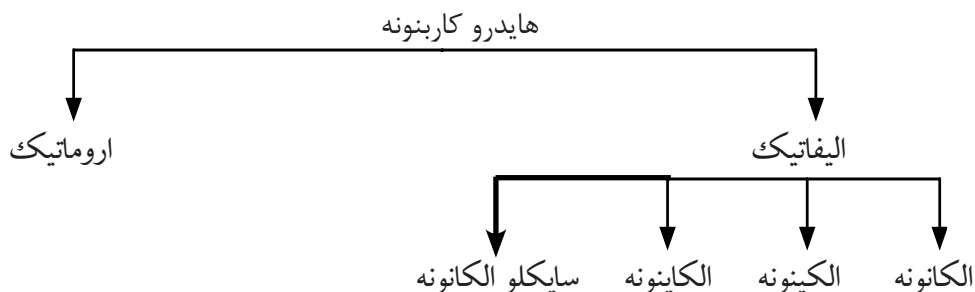 هایدرو کاربنونه
الیفاتیک اروماتیک
الکانونه الکینونه الکاینونه سایکلو الکانونه